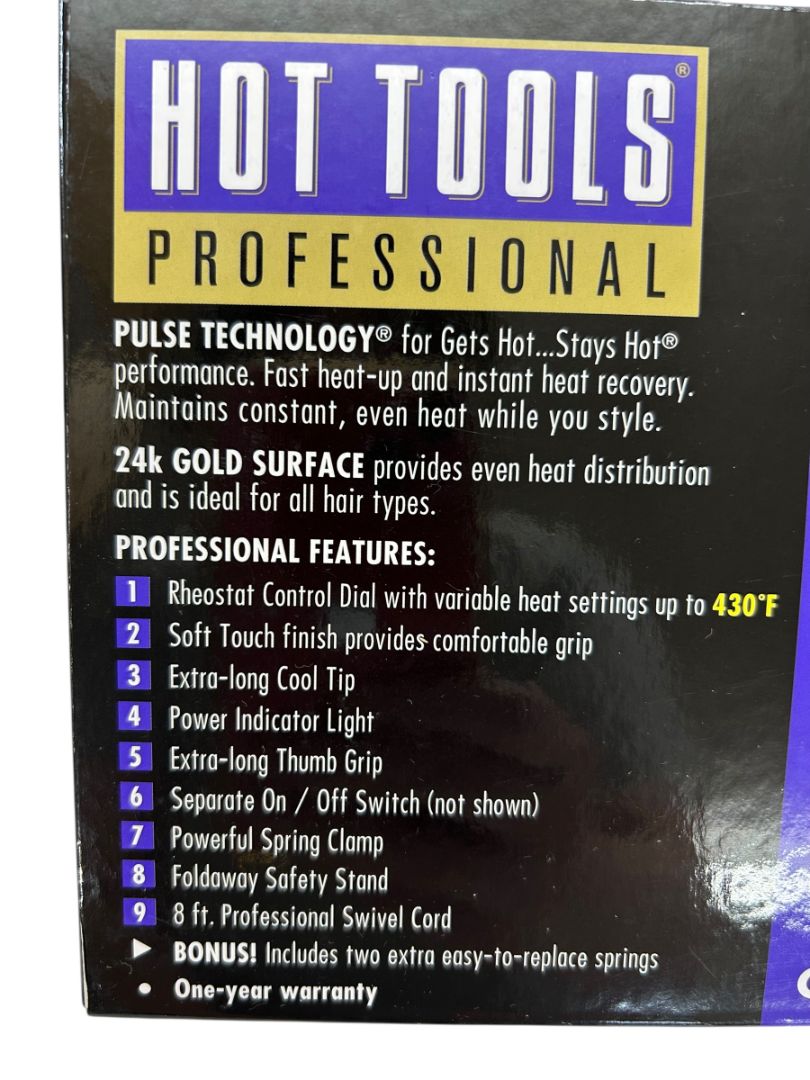 HOT TOOLS®
PROFESSIONAL
PULSE TECHNOLOGY® for Gets Hot...Stays Hot®
performance. Fast heat-up and instant heat recovery.
Maintains constant, even heat while you style.
24k GOLD SURFACE provides even heat distribution
and is ideal for all hair types.
PROFESSIONAL FEATURES:
1 Rheostat Control Dial with variable heat settings up to 430°F
2 Soft Touch finish provides comfortable grip
3 Extra-long Cool Tip
4 Power Indicator Light
5 Extra-long Thumb Grip
6 Separate On / Off Switch (not shown)
7 Powerful Spring Clamp
8 Foldaway Safety Stand
9 8 ft. Professional Swivel Cord
▶ BONUS! Includes two extra easy-to-replace springs
• One-year warranty